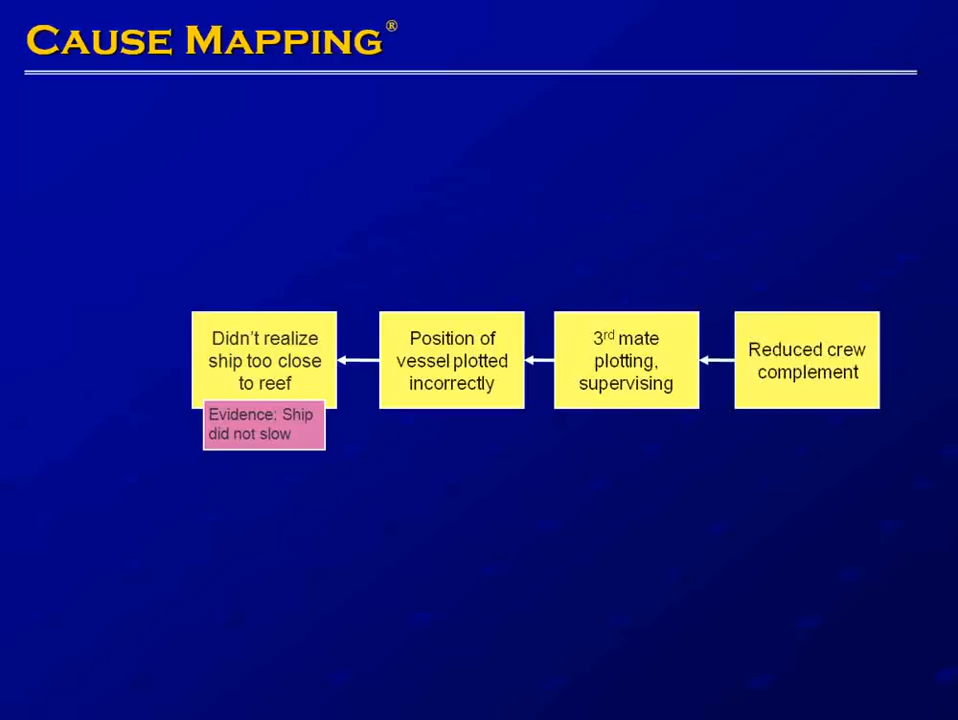 CAUSE MAPPING®
Didn't realize
ship too close
to reef
Evidence: Ship
did not slow
Position of
vessel plotted
incorrectly
3rd mate
plotting,
supervising
Reduced crew
complement